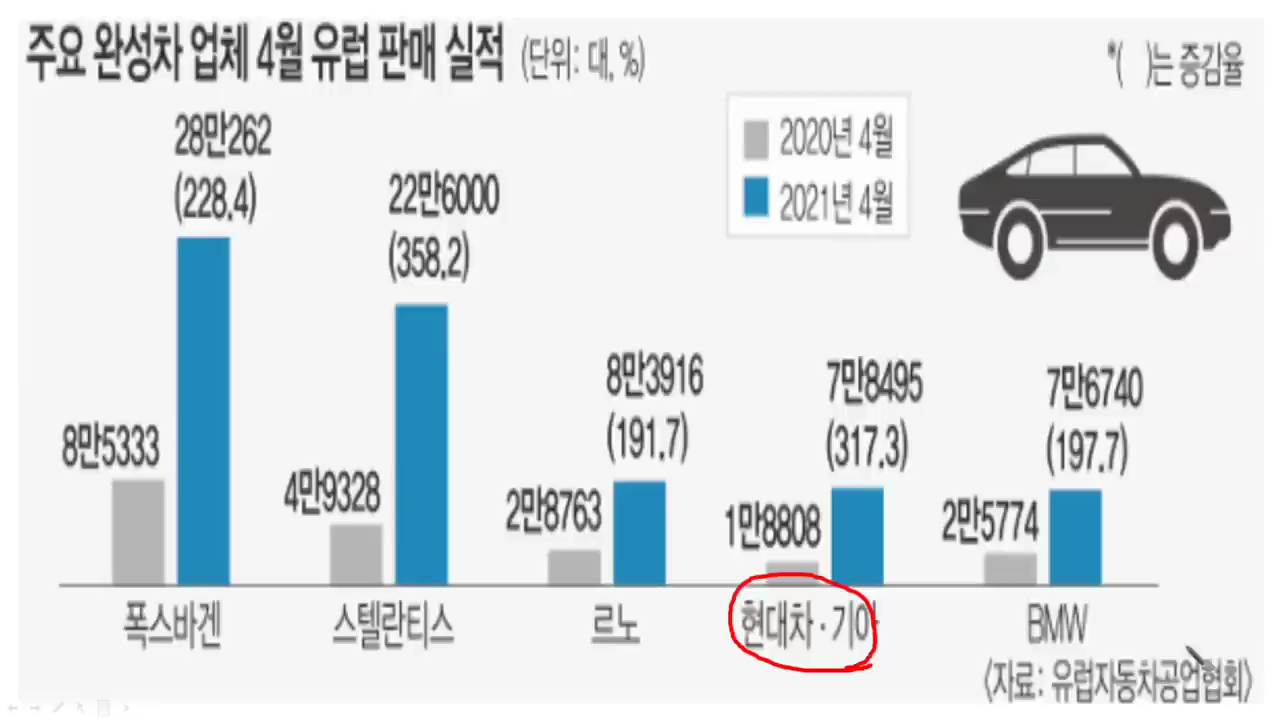 주요 완성차 업체 4월 유럽 판매 실적 (단위: 대, %)
*( )는 증감율
2020년 4월
2021년 4월
28만262
(228.4)
22만6000
(358.2)
8만3916
(191.7)
7만8495
(317.3)
7만6740
(197.7)
8만5333
4만9328
2만8763
1만8808
2만5774
폭스바겐 스텔란티스 르노 현대차·기아 BMW
〈자료: 유럽자동차공업협회〉